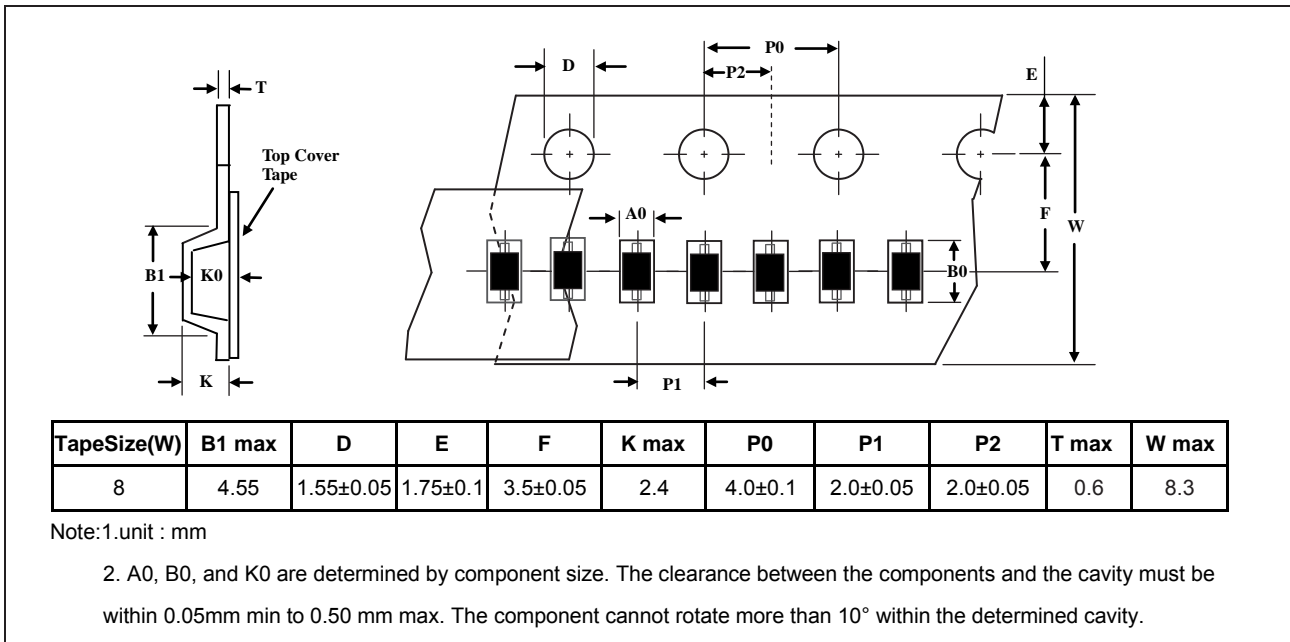 P0
D
P2
E
T
Top Cover
Tape
A0
F
W
B1
K0
B0
K
P1
TapeSize(W) B1 max D E F K max P0 P1 P2 T max W max
8 4.55 1.55±0.05 1.75±0.1 3.5±0.05 2.4 4.0±0.1 2.0±0.05 2.0±0.05 0.6 8.3
Note:1.unit : mm
2. A0, B0, and K0 are determined by component size. The clearance between the components and the cavity must be
within 0.05mm min to 0.50 mm max. The component cannot rotate more than 10° within the determined cavity.